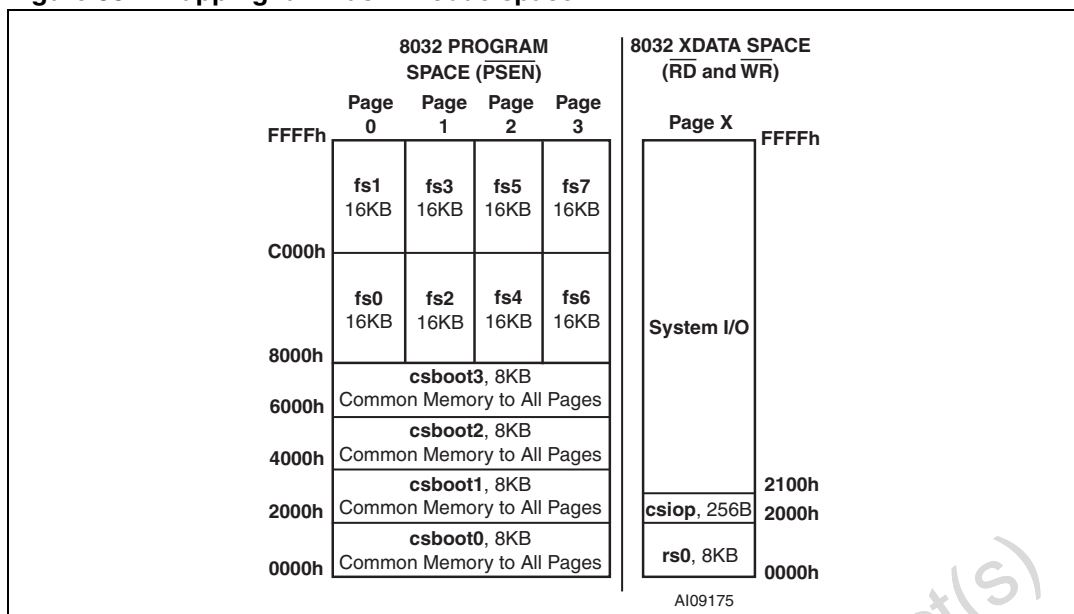 8032 PROGRAM
SPACE (PSEN)
8032 XDATA SPACE
(RD and WR)
Page 0
Page 1
Page 2
Page 3
Page X
FFFFh
FFFFh
fs1
16KB
fs3
16KB
fs5
16KB
fs7
16KB
C000h
fs0
16KB
fs2
16KB
fs4
16KB
fs6
16KB
System I/O
8000h
csboot3, 8KB
Common Memory to All Pages
6000h
csboot2, 8KB
Common Memory to All Pages
4000h
csboot1, 8KB
Common Memory to All Pages
2000h
2100h
csiop, 256B
2000h
csboot0, 8KB
Common Memory to All Pages
0000h
rs0, 8KB
0000h
AI09175